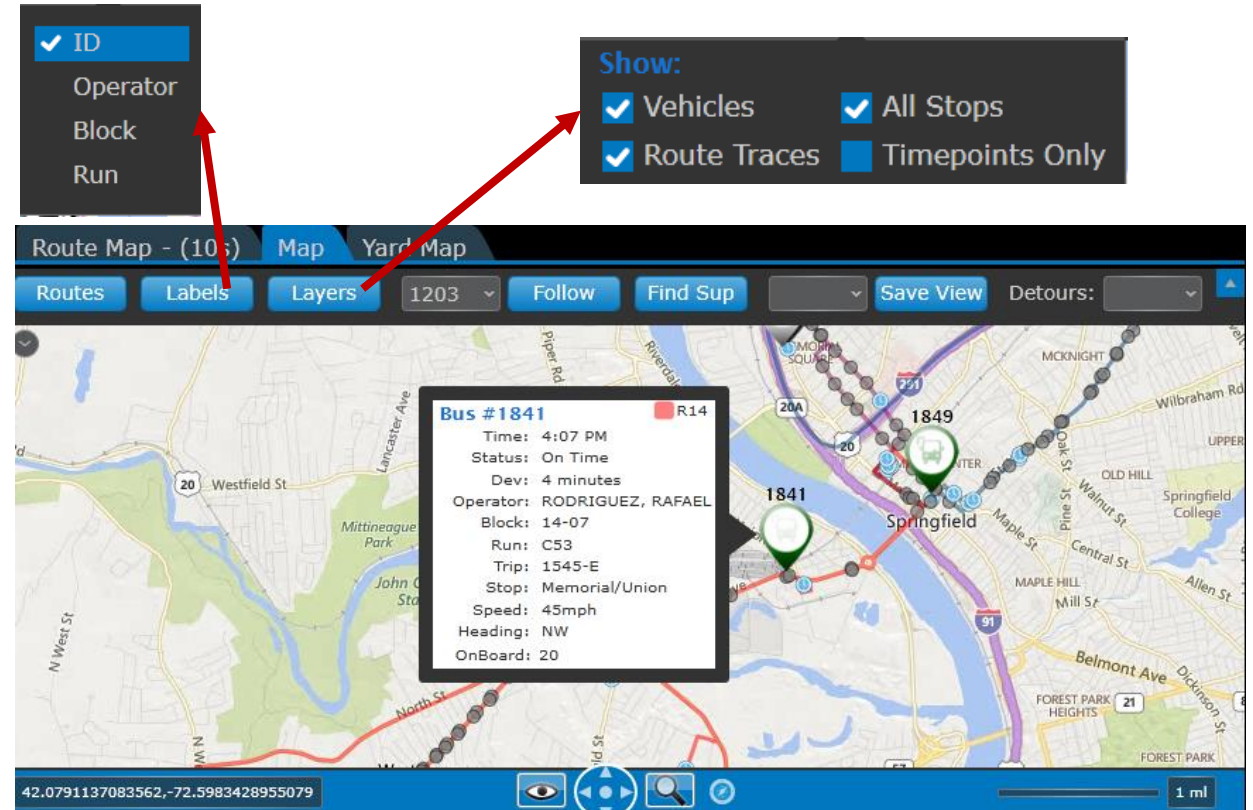 ID
Operator
Block
Run
Show:
Vehicles
All Stops
Route Traces
Timepoints Only
Route Map - (10s)
Map
Yard Map
Routes
Labels
Layers
1203
Follow
Find Sup
Save View
Detours:
Piper Rd
MCKNIGHT
291
Wilbraham Rd
Lancaster Ave
20A
1849
UPPER
20
Oak St
OLD HILL
20
Westfield St
Walnut St
Springfield
College
Pine St
Springfield
Maple St
Bus #1841
R14
Time: 4:07 PM
Status: On Time
Dev: 4 minutes
Operator: RODRIGUEZ, RAFAEL
Block: 14-07
Run: C53
Trip: 1545-E
Stop: Memorial/Union
Speed: 45mph
Heading: NW
OnBoard: 20
1841
Mittineague
Park
Central St
MAPLE HILL
Allen St
Mill St
91
N West St
Belmont Ave
Dickinson St
FOREST PARK
HEIGHTS
21
North St
FOREST PARK
42.0791137083562,-72.5983428955079
1 ml